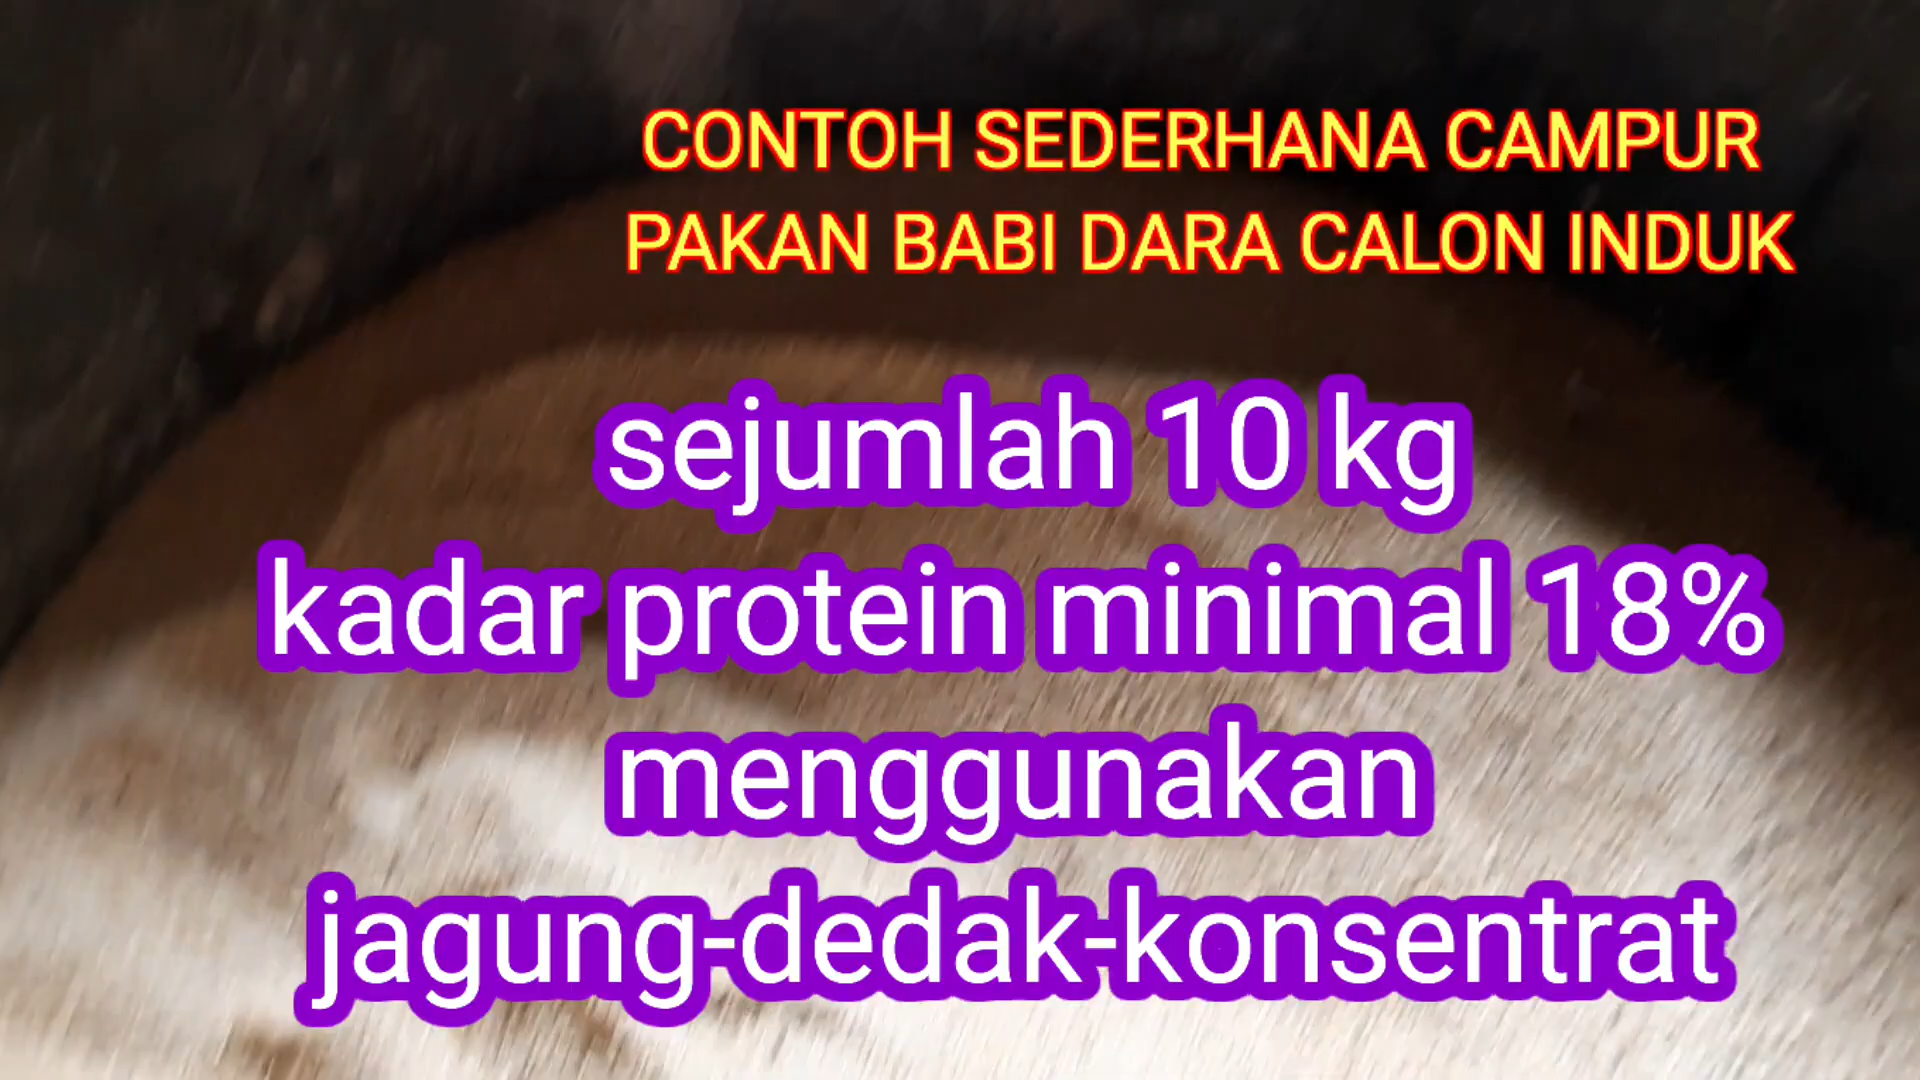 CONTOH SEDERHANA CAMPUR
PAKAN BABI DARA CALON INDUK
sejumlah 10 kg
kadar protein minimal 18%
menggunakan
jagung-dedak-konsentrat